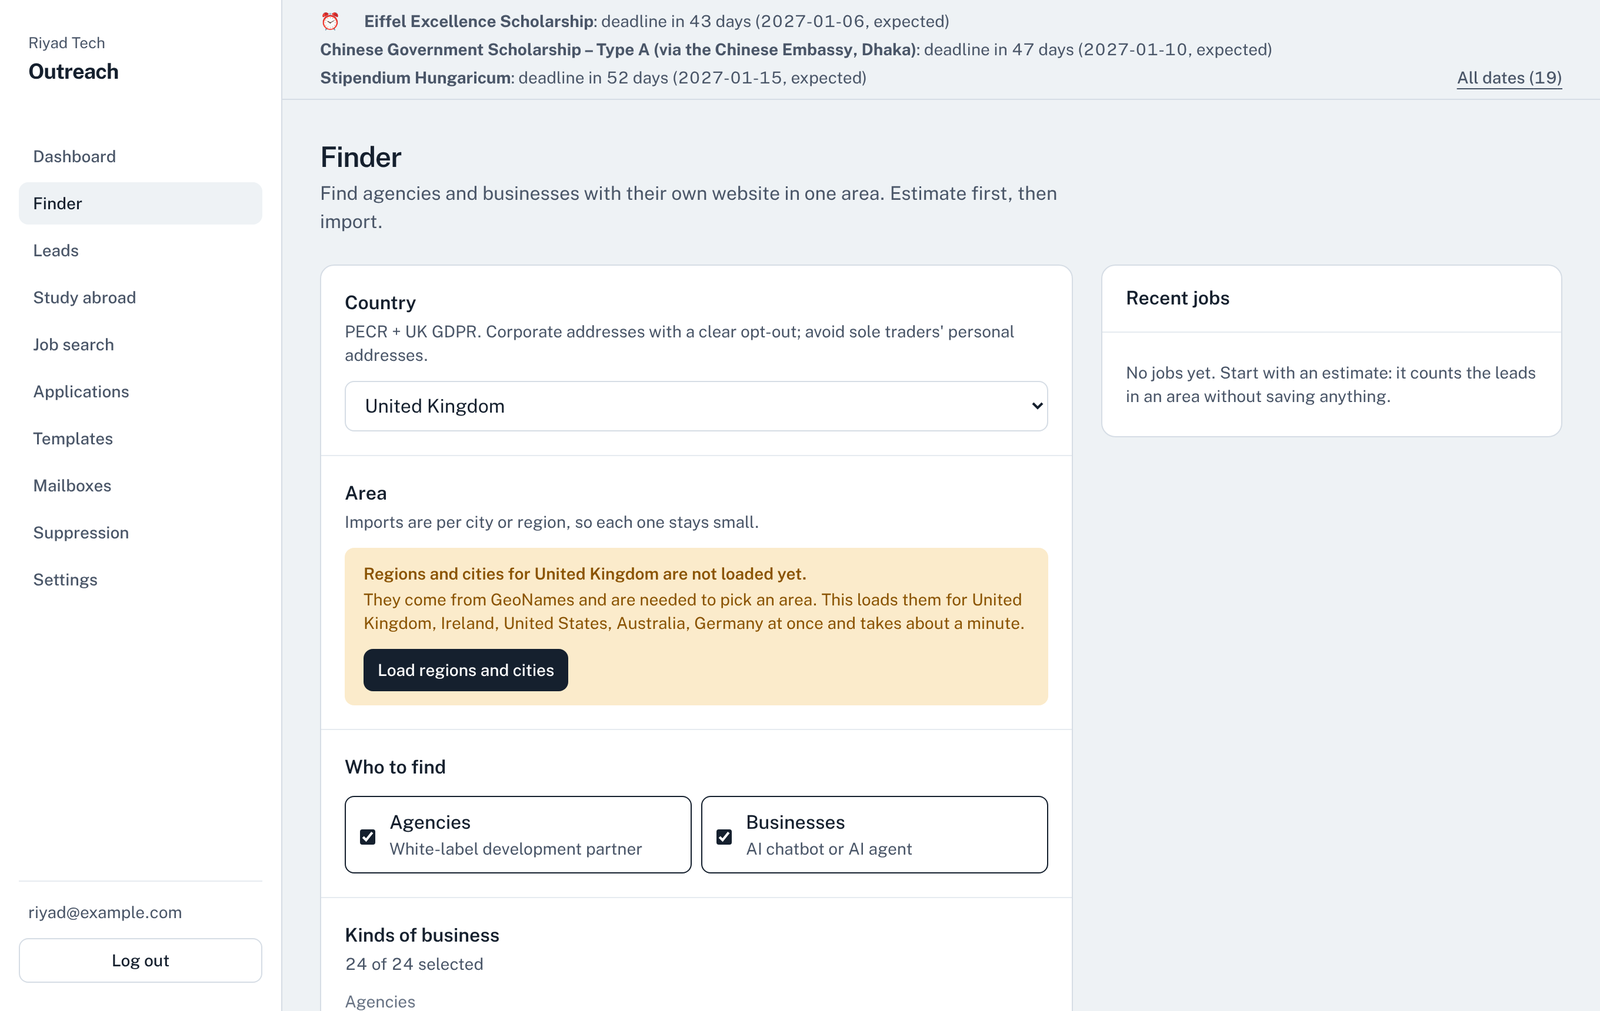 Riyad Tech
Outreach
Dashboard
Finder
Leads
Study abroad
Job search
Applications
Templates
Mailboxes
Suppression
Settings
riyad@example.com
Log out
⏰ Eiffel Excellence Scholarship: deadline in 43 days (2027-01-06, expected)
Chinese Government Scholarship – Type A (via the Chinese Embassy, Dhaka): deadline in 47 days (2027-01-10, expected)
Stipendium Hungaricum: deadline in 52 days (2027-01-15, expected)
All dates (19)
Finder
Find agencies and businesses with their own website in one area. Estimate first, then
import.
Country
PECR + UK GDPR. Corporate addresses with a clear opt-out; avoid sole traders' personal
addresses.
United Kingdom
Area
Imports are per city or region, so each one stays small.
Regions and cities for United Kingdom are not loaded yet.
They come from GeoNames and are needed to pick an area. This loads them for United
Kingdom, Ireland, United States, Australia, Germany at once and takes about a minute.
Load regions and cities
Who to find
Agencies
White-label development partner
Businesses
AI chatbot or AI agent
Kinds of business
24 of 24 selected
Agencies
Recent jobs
No jobs yet. Start with an estimate: it counts the leads
in an area without saving anything.